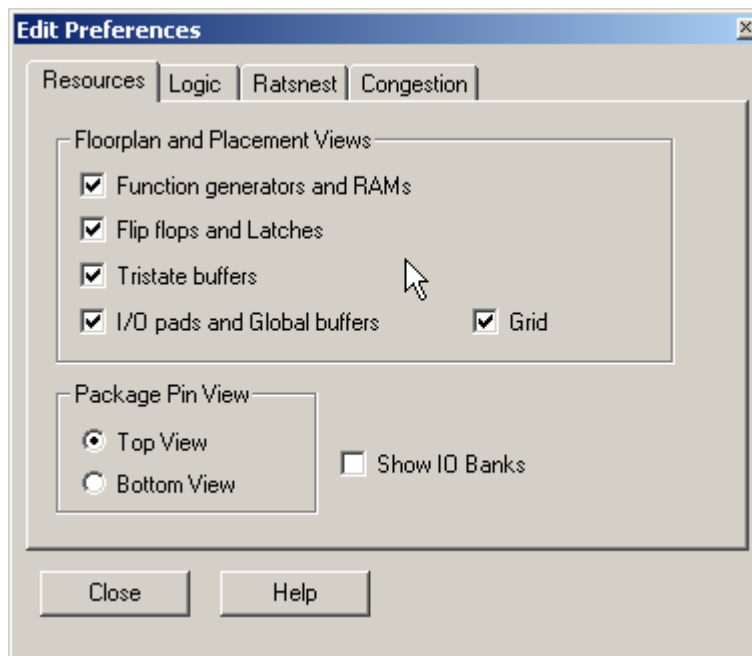 Edit Preferences
Resources Logic Ratsnest Congestion
Floorplan and Placement Views
Function generators and RAMs
Flip flops and Latches
Tristate buffers
I/O pads and Global buffers Grid
Package Pin View
Top View
Show IO Banks
Bottom View
Close Help